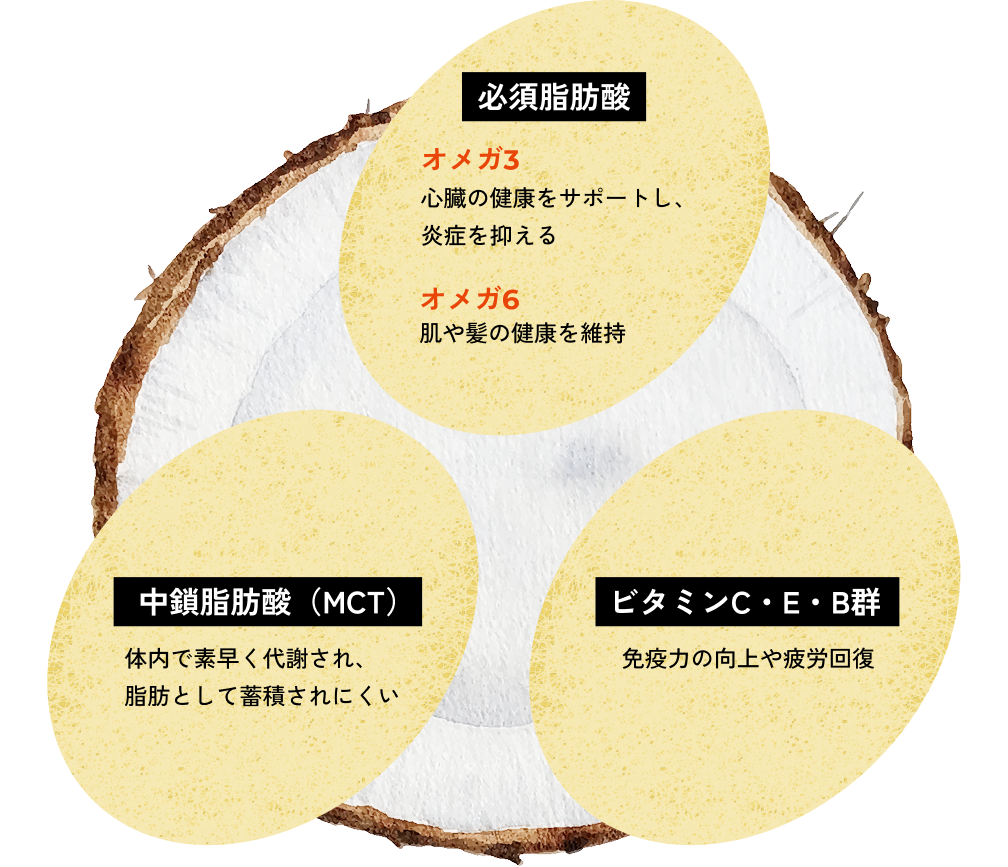 必須脂肪酸
オメガ3
心臓の健康をサポートし、
炎症を抑える
オメガ6
肌や髪の健康を維持
中鎖脂肪酸（MCT）
体内で素早く代謝され、
脂肪として蓄積されにくい
ビタミンC・E・B群
免疫力の向上や疲労回復